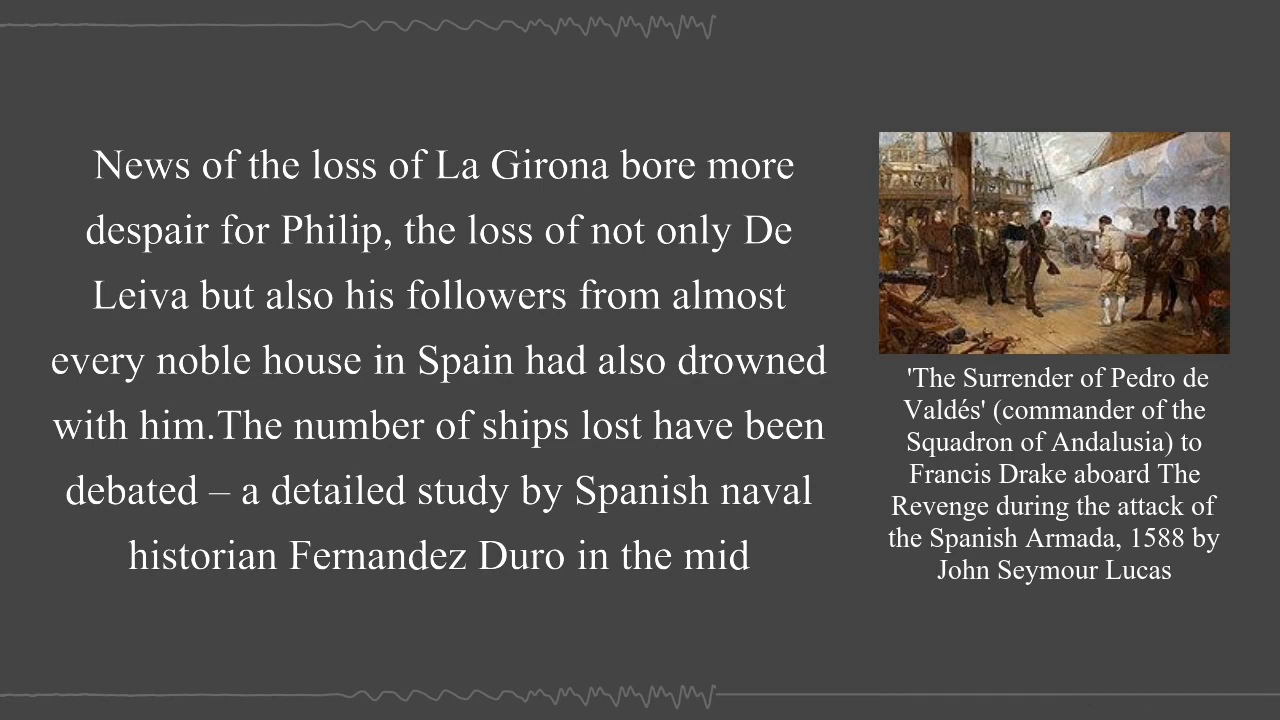 News of the loss of La Girona bore more
despair for Philip, the loss of not only De
Leiva but also his followers from almost
every noble house in Spain had also drowned
with him.The number of ships lost have been
debated – a detailed study by Spanish naval
historian Fernandez Duro in the mid
'The Surrender of Pedro de
Valdés' (commander of the
Squadron of Andalusia) to
Francis Drake aboard The
Revenge during the attack of
the Spanish Armada, 1588 by
John Seymour Lucas